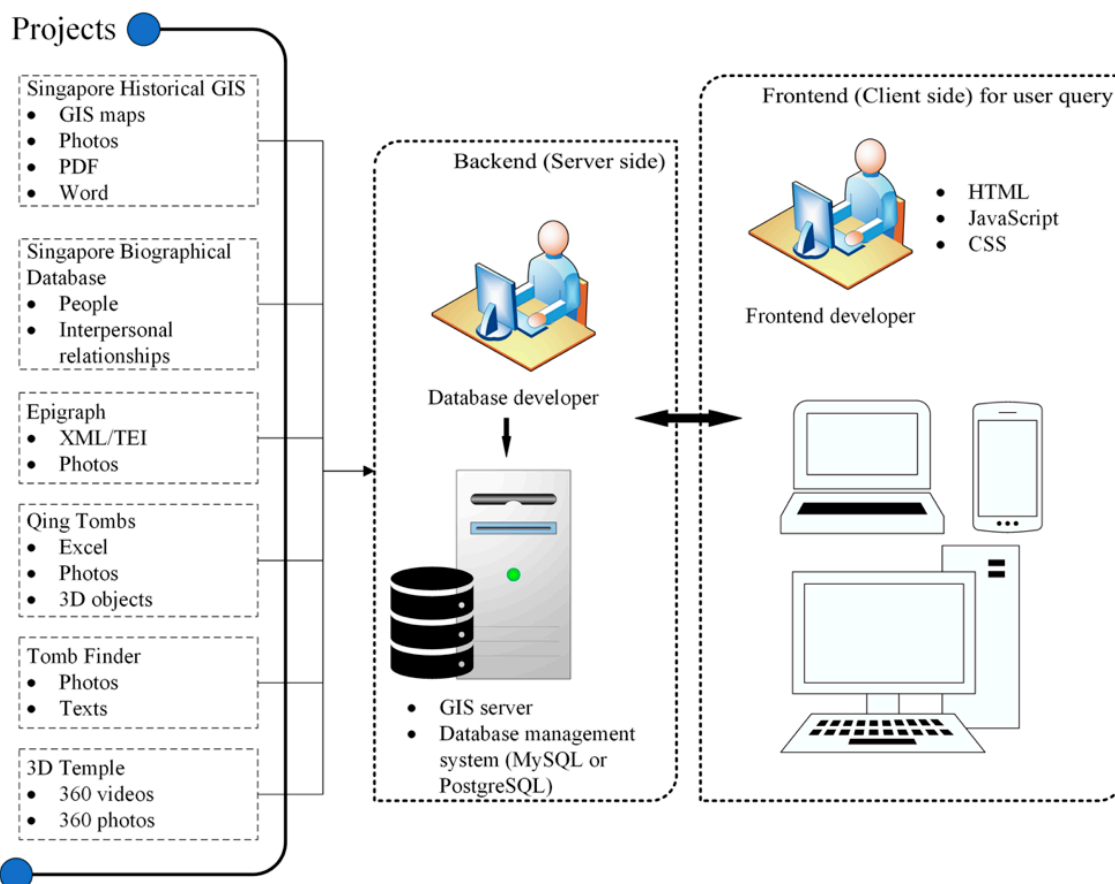 Projects
Singapore Historical GIS
• GIS maps
• Photos
• PDF
• Word
Singapore Biographical
Database
• People
• Interpersonal
relationships
Epigraph
• XML/TEI
• Photos
Qing Tombs
• Excel
• Photos
• 3D objects
Tomb Finder
• Photos
• Texts
3D Temple
• 360 videos
• 360 photos
Backend (Server side)
Database developer
• GIS server
• Database management
system (MySQL or
PostgreSQL)
Frontend (Client side) for user query
• HTML
• JavaScript
• CSS
Frontend developer